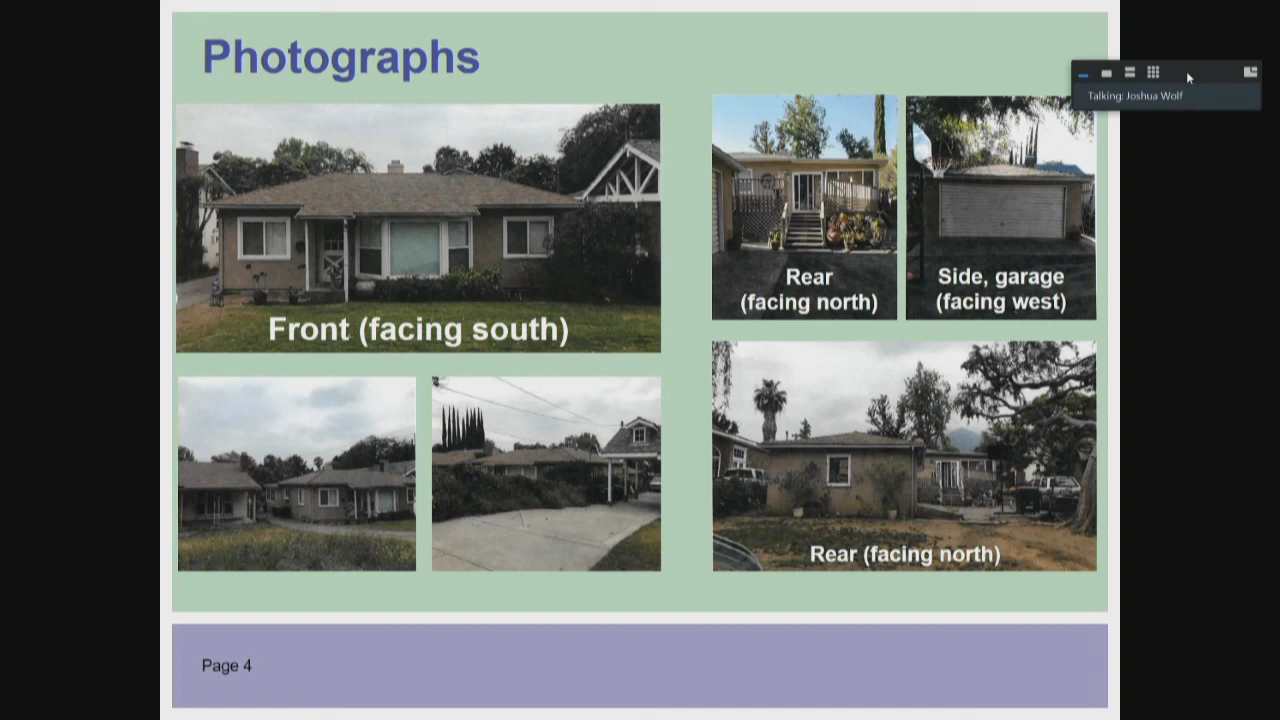 Photographs
Talking: Joshua Wolf
Front (facing south)
Rear
(facing north)
Side, garage
(facing west)
Rear (facing north)
Page 4